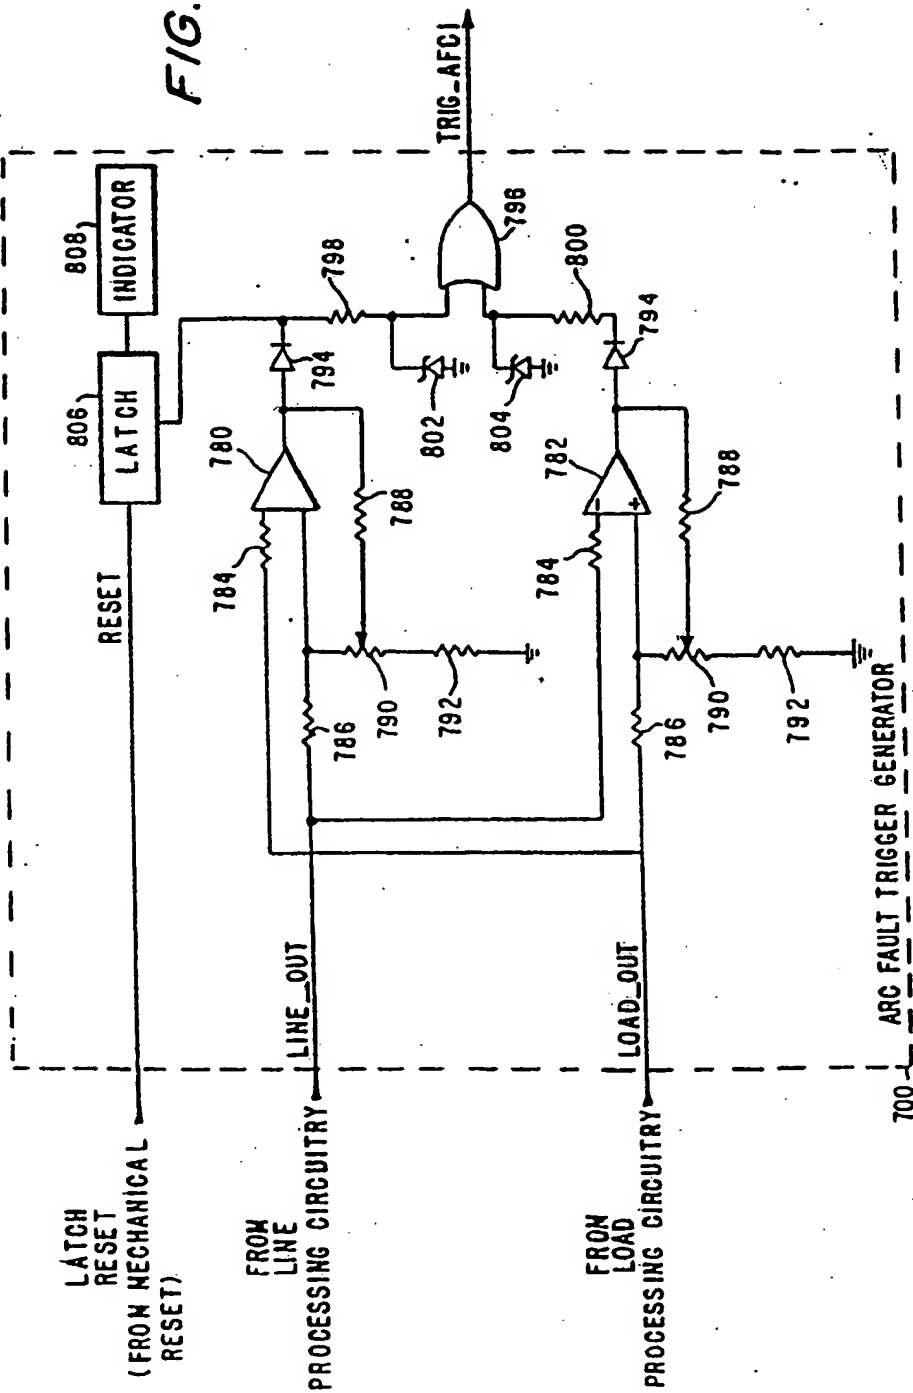 FIG.
LATCH
RESET
(FROM MECHANICAL
RESET)
RESET
806
LATCH
808
INDICATOR
FROM
LINE
PROCESSING CIRCUITRY
LINE_OUT
786
784
780
790
792
788
794
798
802
796
TRIG_AFCI
804
800
FROM
LOAD
PROCESSING CIRCUITRY
LOAD_OUT
786
784
-
+
782
790
792
788
794
ARC FAULT TRIGGER GENERATOR
700